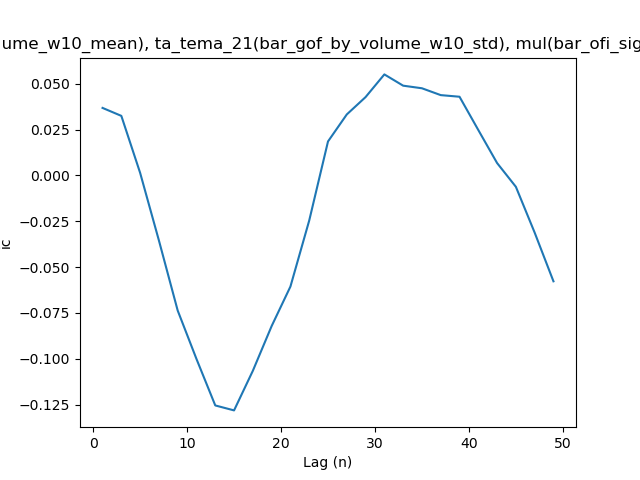 ume_w10_mean), ta_tema_21(bar_gof_by_volume_w10_std), mul(bar_ofi_sig
0.050
0.025
0.000
−0.025
−0.050
−0.075
−0.100
−0.125
IC
0 10 20 30 40 50
Lag (n)